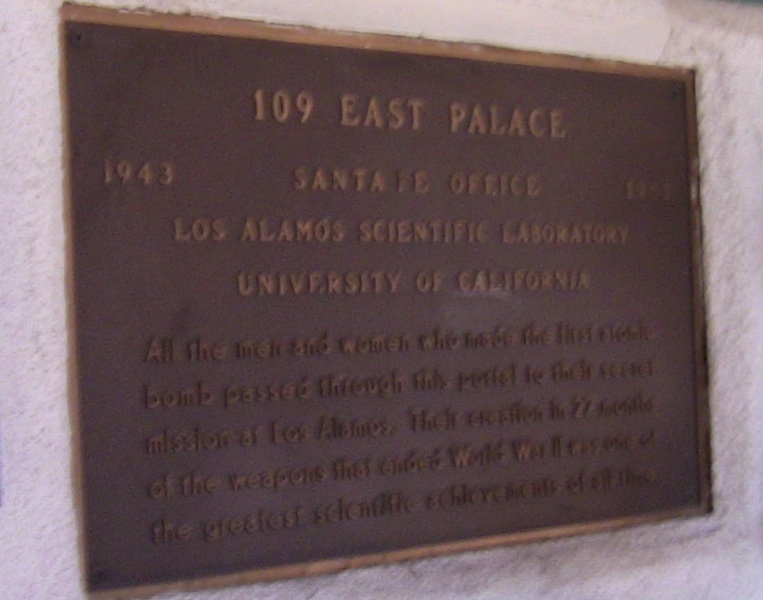 109 EAST PALACE
1943 SANTA FE OFFICE
LOS ALAMOS SCIENTIFIC LABORATORY
UNIVERSITY OF CALIFORNIA
All the men and women who made the first atomic
bomb passed through this portal to their secret
mission at Los Alamos. Their creation in 27 months
of the weapons that ended World War II was one of
the greatest scientific achievements of all time.